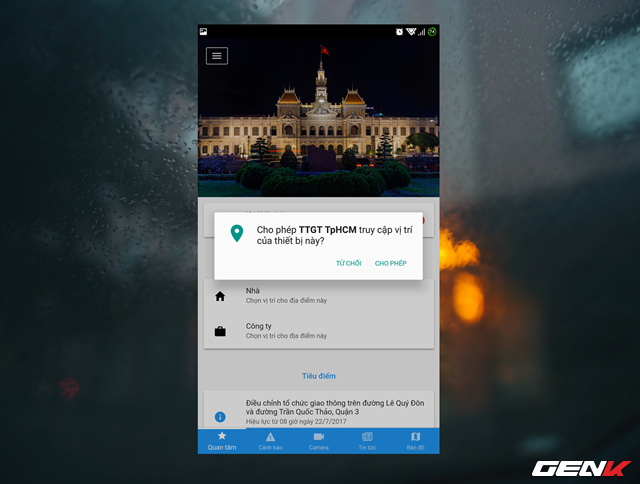 Cho phép TTGT TpHCM truy cập vị trí
của thiết bị này?
TỪ CHỐI CHO PHÉP
Nhà
Chọn vị trí cho địa điểm này
Công ty
Chọn vị trí cho địa điểm này
Tiêu điểm
Điều chỉnh tổ chức giao thông trên đường Lê Quý Đôn
và đường Trần Quốc Thảo, Quận 3
Hiệu lực từ 08 giờ ngày 22/7/2017
Quan tâm Cảnh báo Camera Tin tức Bản đồ
GENK